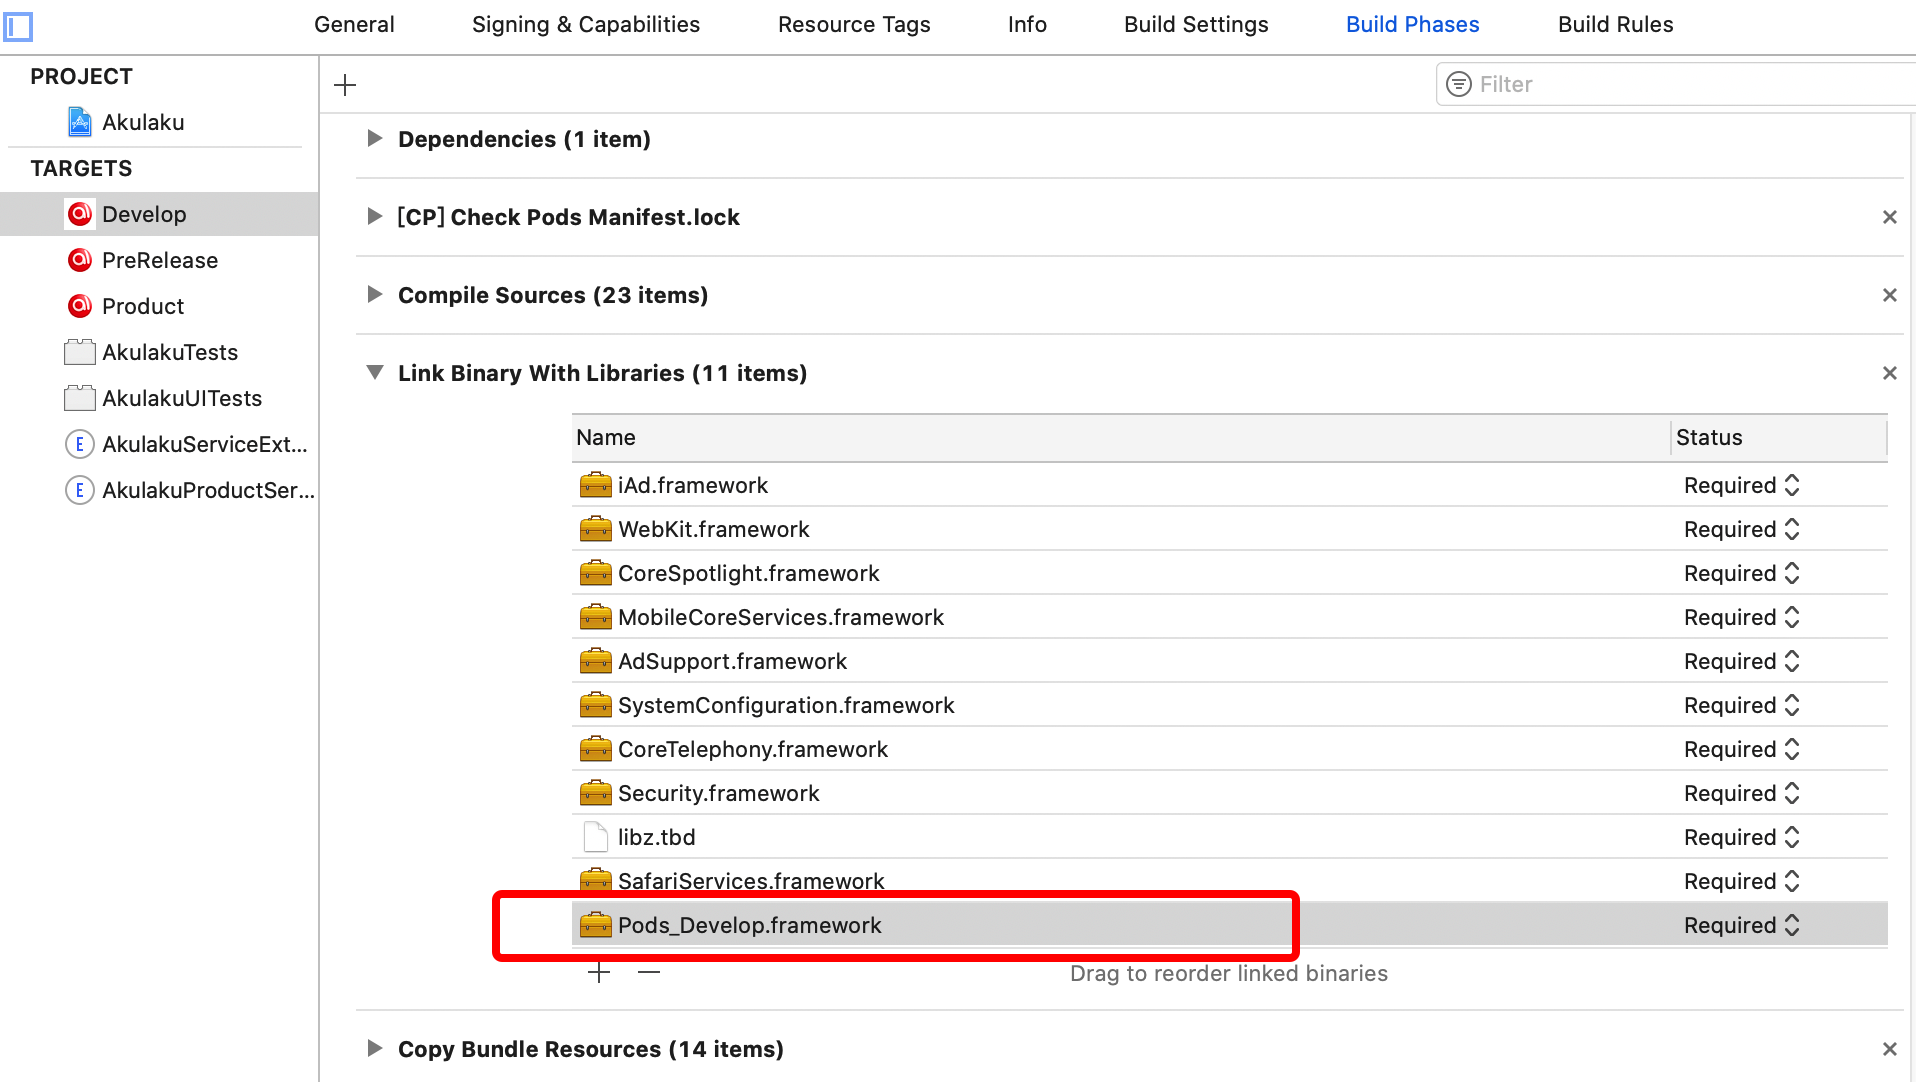 General Signing & Capabilities Resource Tags Info Build Settings Build Phases Build Rules
PROJECT
Akulaku
TARGETS
Develop
PreRelease
Product
AkulakuTests
AkulakuUITests
E AkulakuServiceExt...
E AkulakuProductSer...
Filter
Dependencies (1 item)
[CP] Check Pods Manifest.lock
Compile Sources (23 items)
Link Binary With Libraries (11 items)
Name Status
iAd.framework Required
WebKit.framework Required
CoreSpotlight.framework Required
MobileCoreServices.framework Required
AdSupport.framework Required
SystemConfiguration.framework Required
CoreTelephony.framework Required
Security.framework Required
libz.tbd Required
SafariServices.framework Required
Pods_Develop.framework Required
Drag to reorder linked binaries
Copy Bundle Resources (14 items)